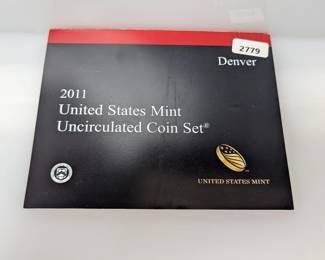 2779
Denver
2011
United States Mint
Uncirculated Coin Set®
UNITED STATES MINT